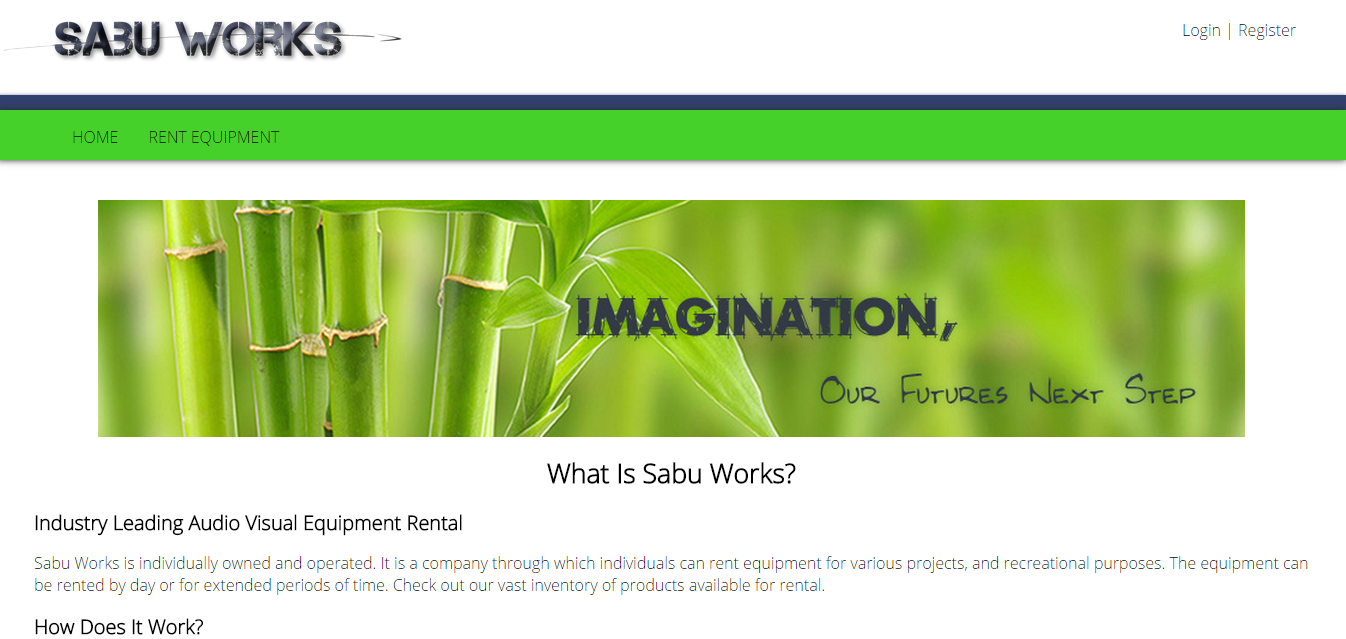 SABU WORKS
Login | Register
HOME RENT EQUIPMENT
IMAGINATION,
Our Futures Next Step
What Is Sabu Works?
Industry Leading Audio Visual Equipment Rental
Sabu Works is individually owned and operated. It is a company through which individuals can rent equipment for various projects, and recreational purposes. The equipment can
be rented by day or for extended periods of time. Check out our vast inventory of products available for rental.
How Does It Work?